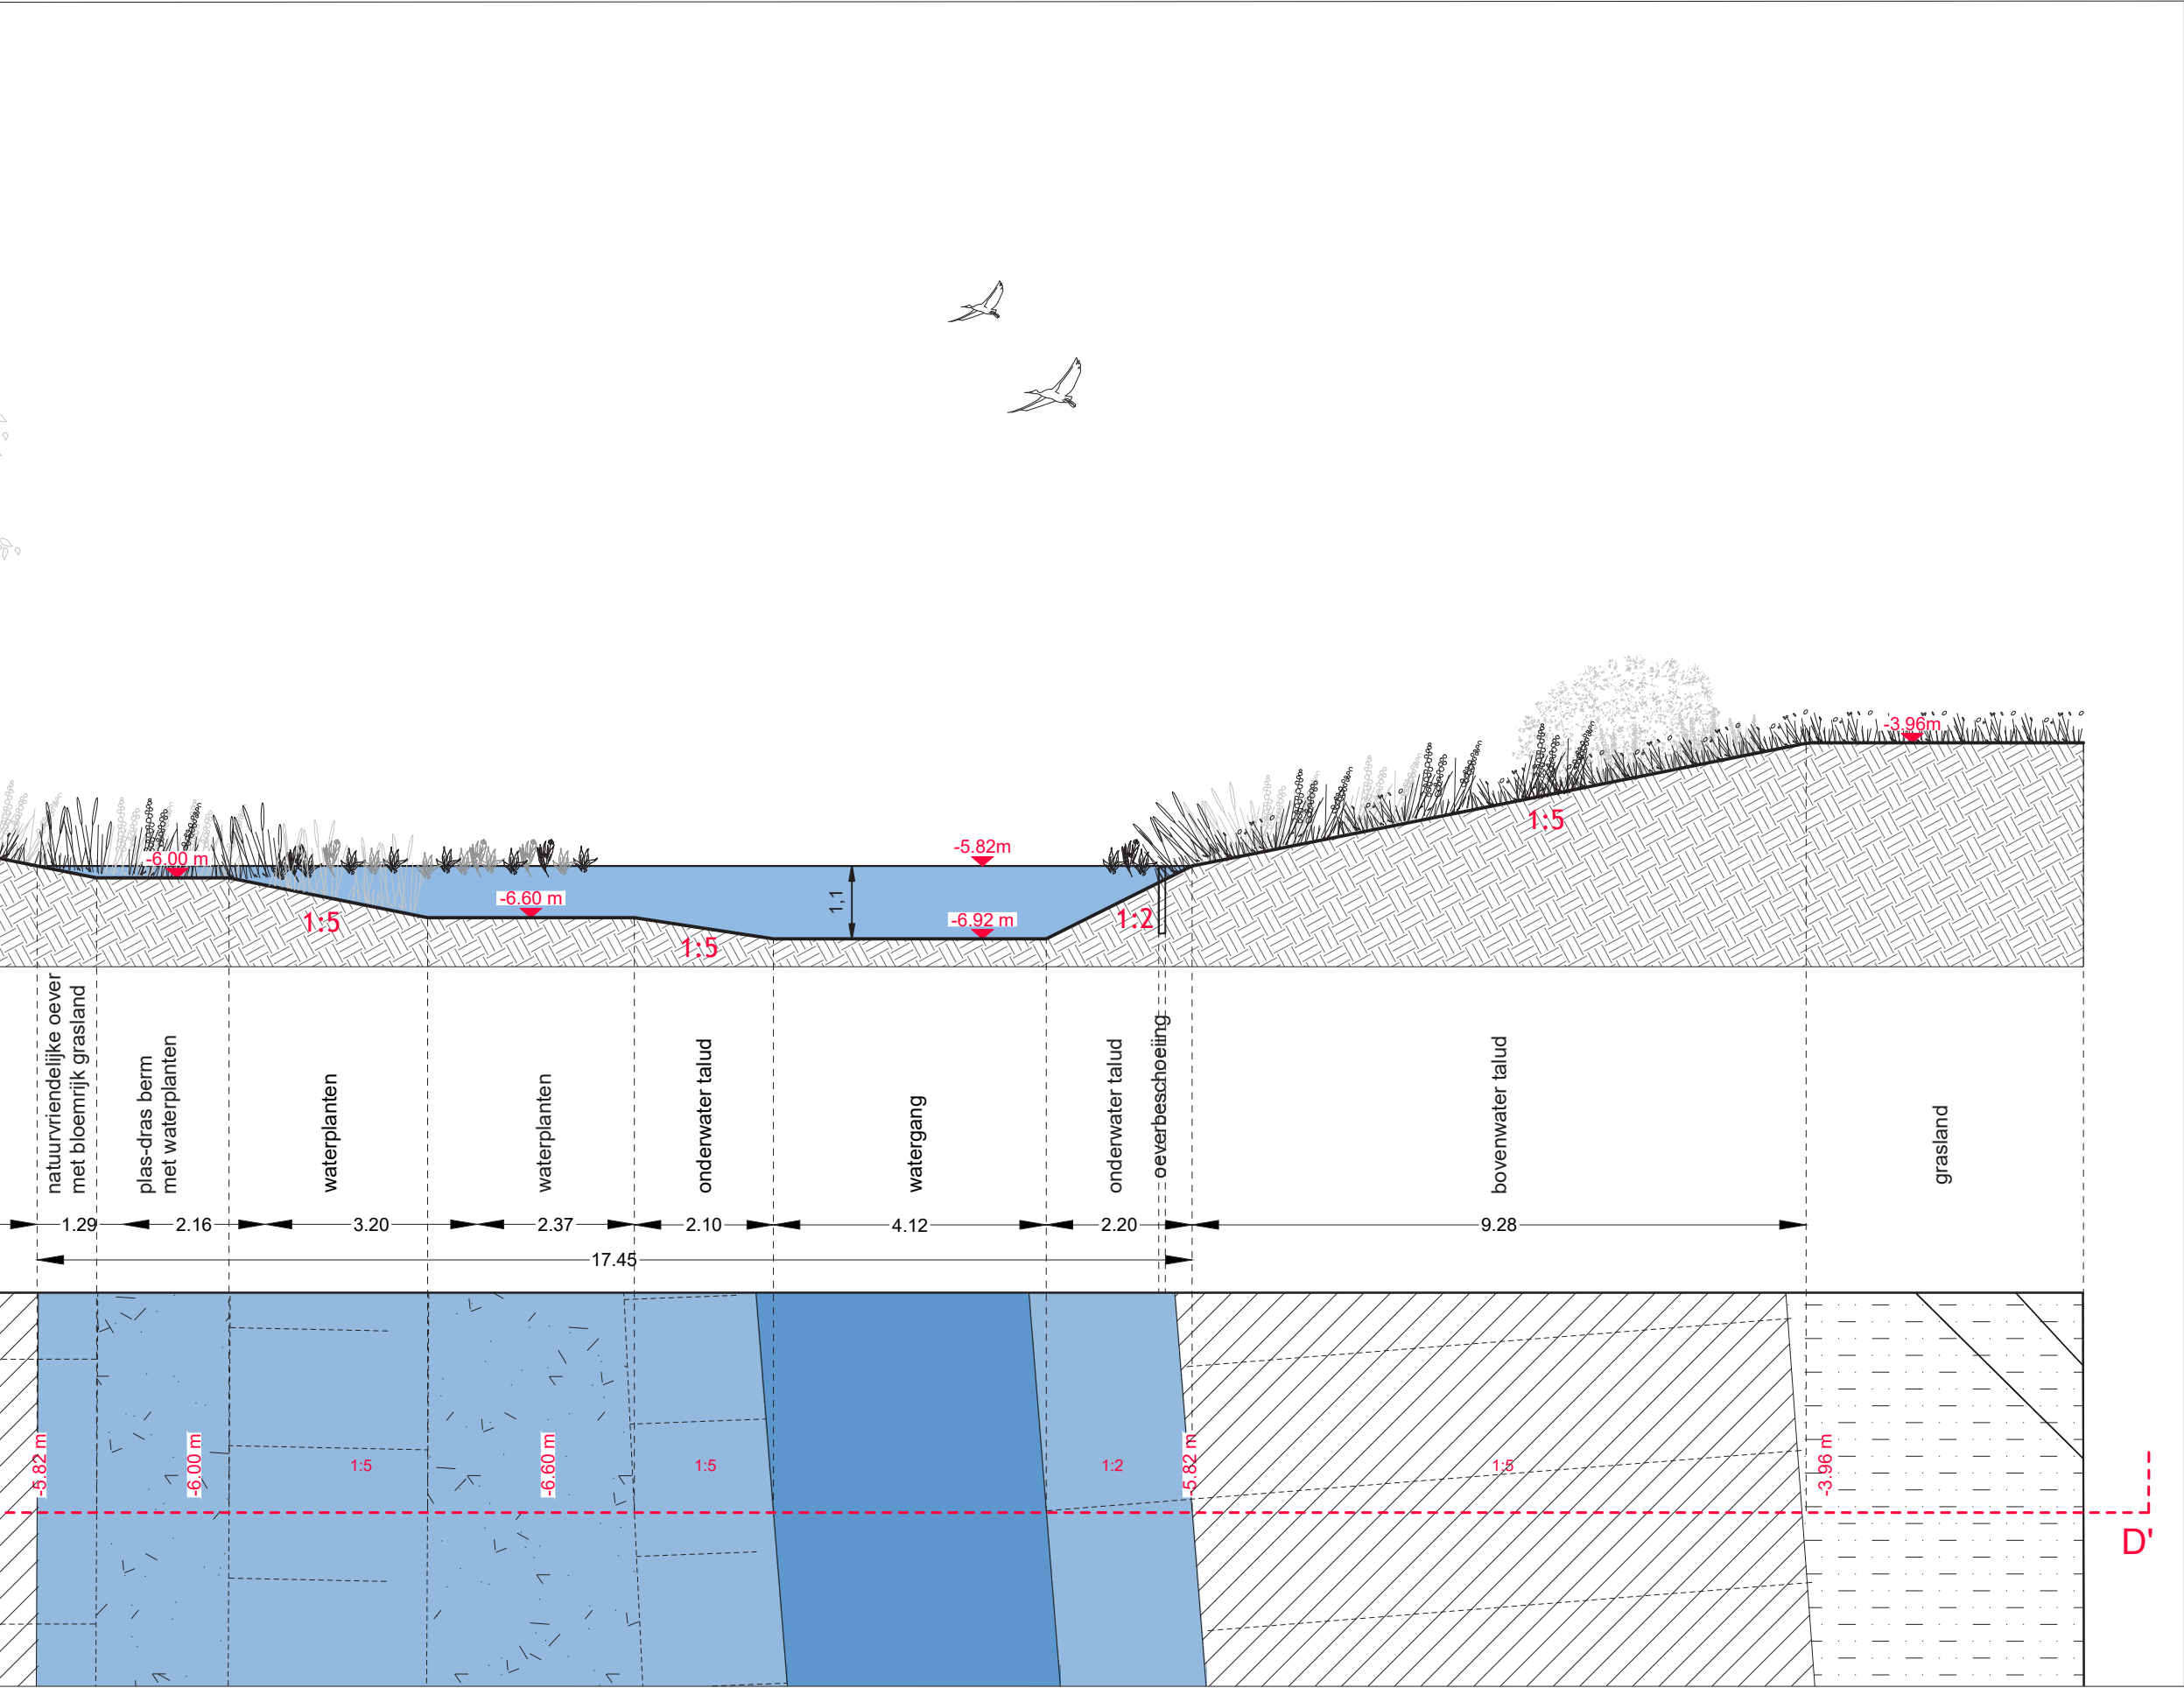 -3.96m
-5.82m
-6.00 m
-6.60 m
-6.92 m
1,1
1:5
1:5
1:2
1:5
natuurvriendelijke oever
met bloemrijk grasland
plas-dras berm
met waterplanten
waterplanten
waterplanten
onderwater talud
watergang
onderwater talud
oeverbeschoeiing
bovenwater talud
grasland
1.29
2.16
3.20
2.37
2.10
4.12
2.20
9.28
17.45
-5.82 m
-6.00 m
1:5
-6.60 m
1:5
1:2
-5.82 m
1:5
-3.96 m
D'